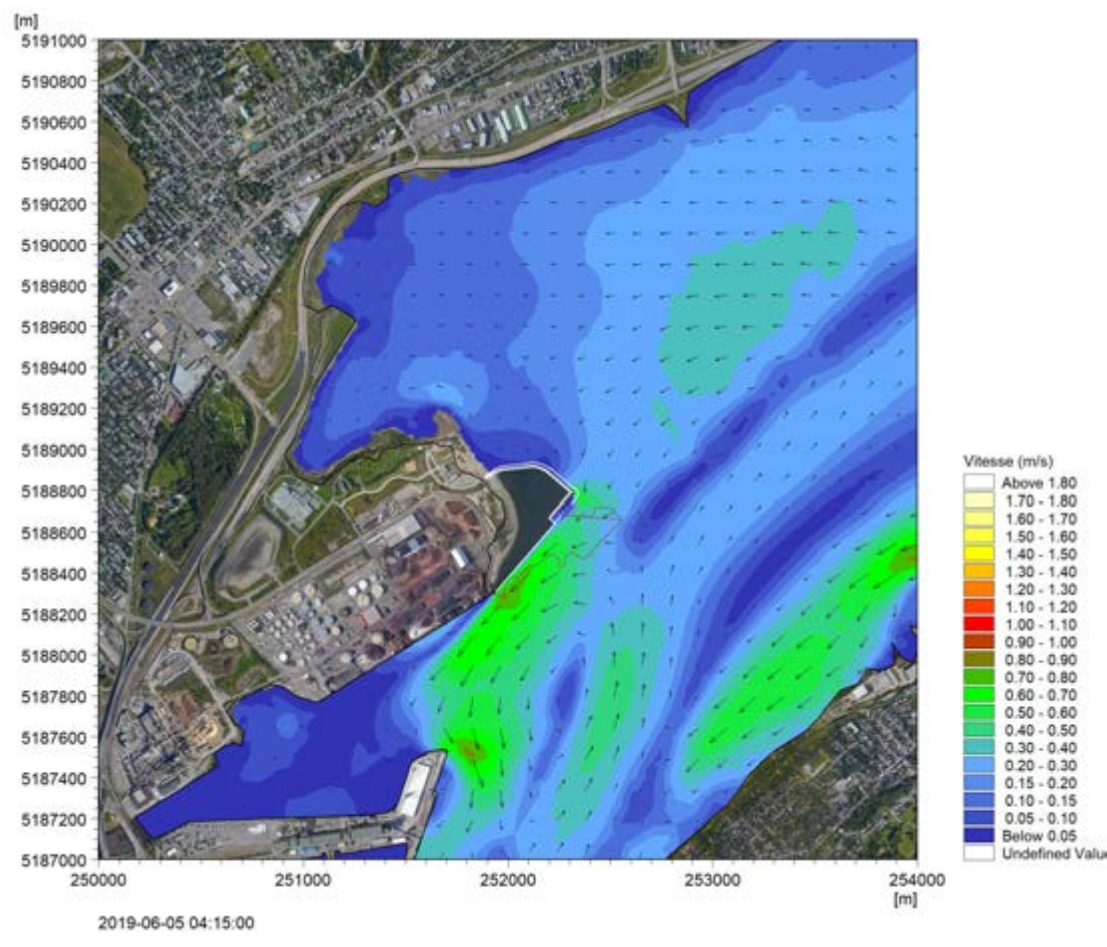 [m]
5191000
5190800
5190600
5190400
5190200
5190000
5189800
5189600
5189400
5189200
5189000
5188800
5188600
5188400
5188200
5188000
5187800
5187600
5187400
5187200
5187000
250000 251000 252000 253000 254000
[m]
2019-06-05 04:15:00
Vitesse (m/s)
Above 1.80
1.70 - 1.80
1.60 - 1.70
1.50 - 1.60
1.40 - 1.50
1.30 - 1.40
1.20 - 1.30
1.10 - 1.20
1.00 - 1.10
0.90 - 1.00
0.80 - 0.90
0.70 - 0.80
0.60 - 0.70
0.50 - 0.60
0.40 - 0.50
0.30 - 0.40
0.20 - 0.30
0.15 - 0.20
0.10 - 0.15
0.05 - 0.10
Below 0.05
Undefined Value